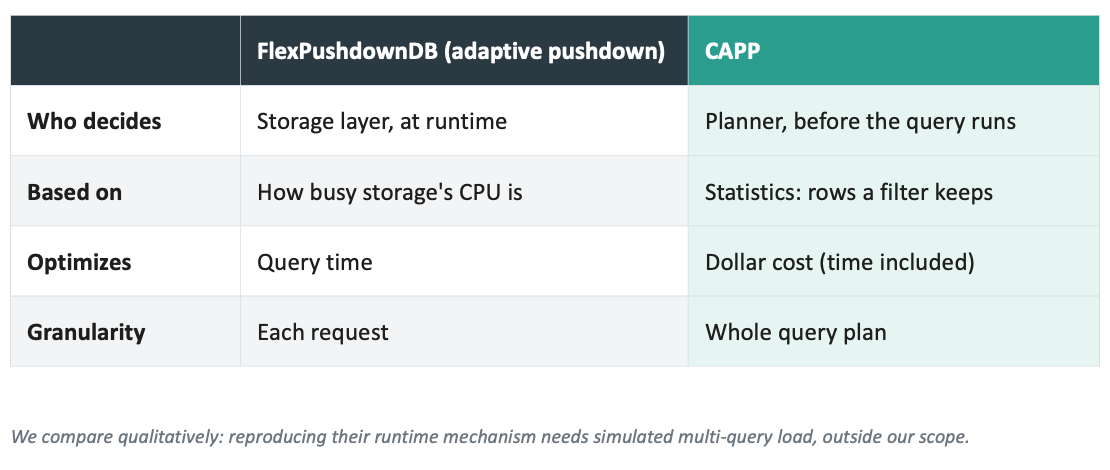 FlexPushdownDB (adaptive pushdown) CAPP
Who decides Storage layer, at runtime Planner, before the query runs
Based on How busy storage's CPU is Statistics: rows a filter keeps
Optimizes Query time Dollar cost (time included)
Granularity Each request Whole query plan
We compare qualitatively: reproducing their runtime mechanism needs simulated multi-query load, outside our scope.